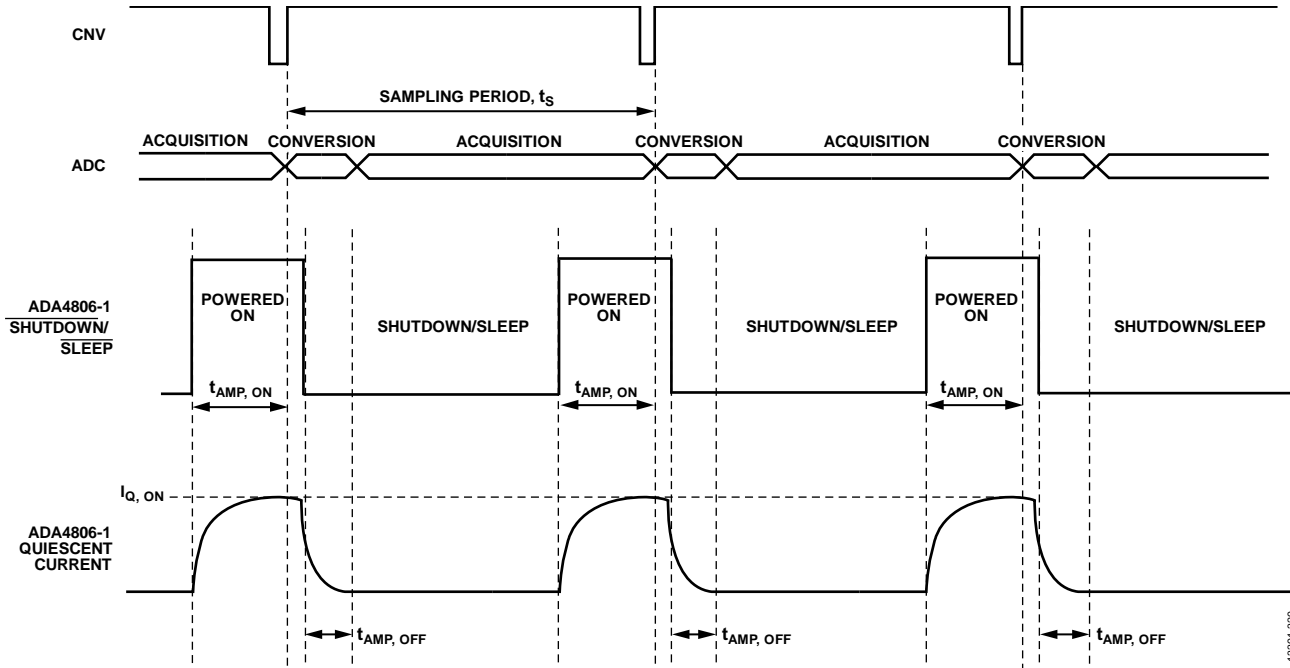 CNV
SAMPLING PERIOD, tS
ACQUISITION CONVERSION ACQUISITION CONVERSION ACQUISITION CONVERSION
ADC
POWERED
ON
POWERED
ON
POWERED
ON
ADA4806-1
SHUTDOWN/
SLEEP
SHUTDOWN/SLEEP SHUTDOWN/SLEEP SHUTDOWN/SLEEP
tAMP, ON tAMP, ON tAMP, ON
IQ, ON
ADA4806-1
QUIESCENT
CURRENT
tAMP, OFF tAMP, OFF tAMP, OFF